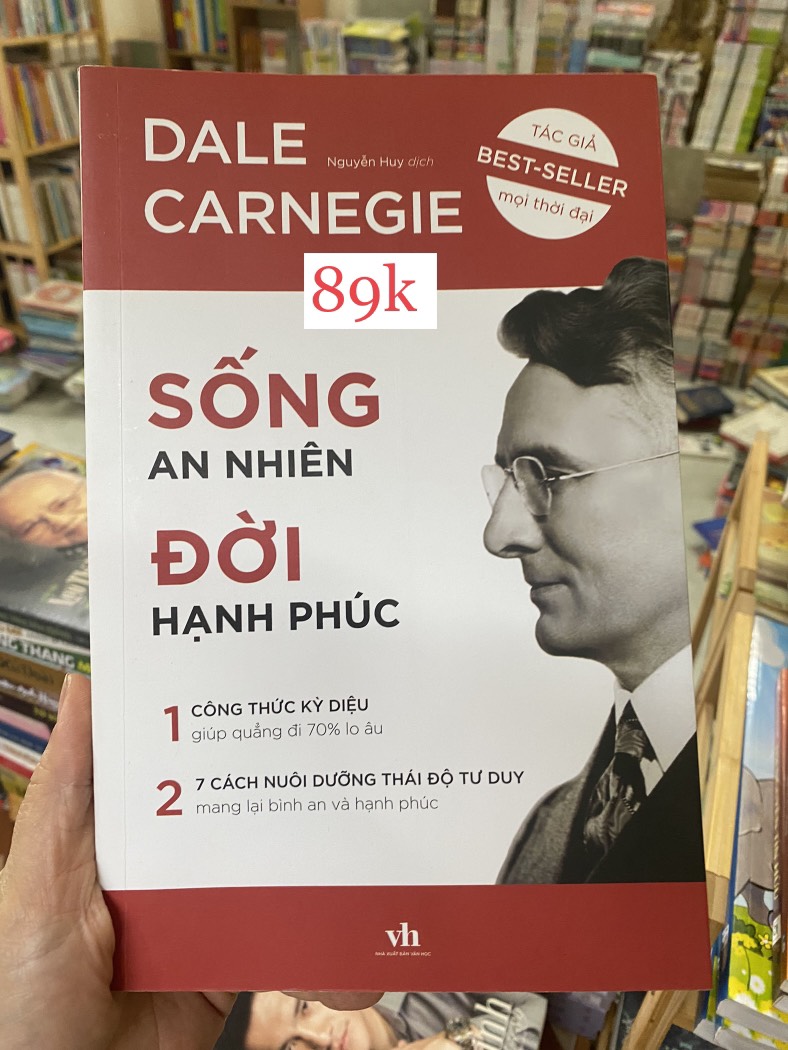 DALE
Nguyễn Huy dịch
CARNEGIE
TÁC GIẢ
BEST-SELLER
mọi thời đại
89k
SỐNG
AN NHIÊN
ĐỜI
HẠNH PHÚC
1 CÔNG THỨC KỲ DIỆU
giúp quẳng đi 70% lo âu
2 7 CÁCH NUÔI DƯỠNG THÁI ĐỘ TƯ DUY
mang lại bình an và hạnh phúc
vh
NHÀ XUẤT BẢN VĂN HỌC